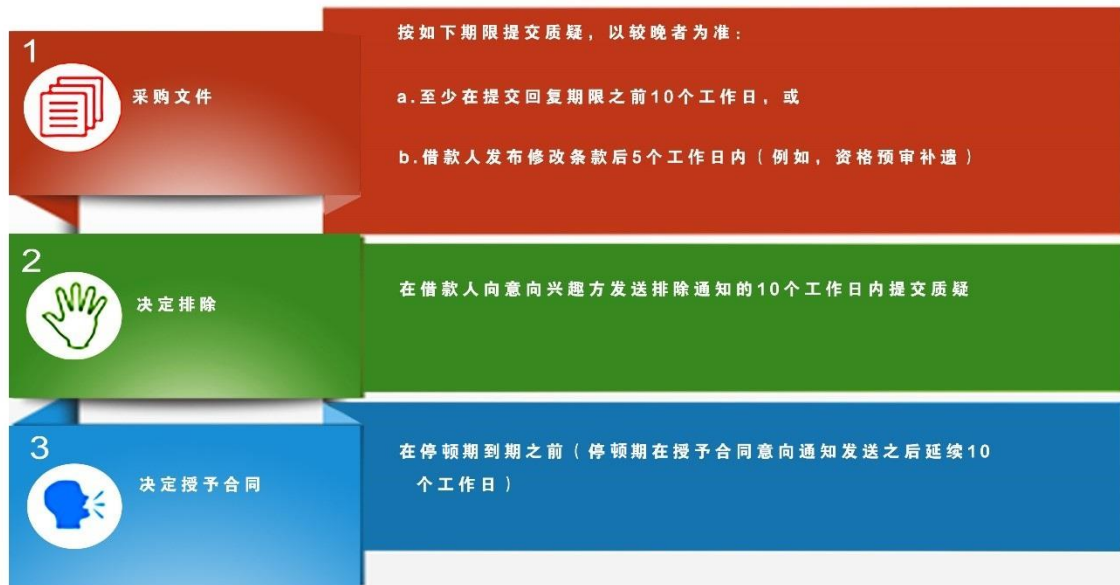 1
采购文件
按如下期限提交质疑，以较晚者为准：
a.至少在提交回复期限之前10个工作日，或
b.借款人发布修改条款后5个工作日内（例如，资格预审补遗）
2
决定排除
在借款人向意向兴趣方发送排除通知的10个工作日内提交质疑
3
决定授予合同
在停顿期到期之前（停顿期在授予合同意向通知发送之后延续10
个工作日）